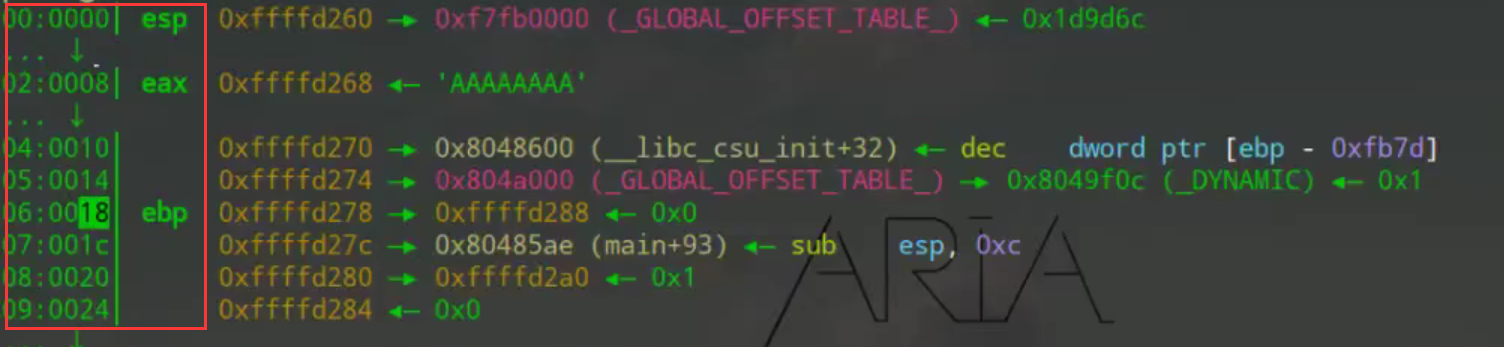 00:0000│ esp 0xffffd260 —▸ 0xf7fb0000 (_GLOBAL_OFFSET_TABLE_) ◂— 0x1d9d6c
... ↓
02:0008│ eax 0xffffd268 ◂— 'AAAAAAAA'
... ↓
04:0010│ 0xffffd270 —▸ 0x8048600 (__libc_csu_init+32) ◂— dec dword ptr [ebp - 0xfb7d]
05:0014│ 0xffffd274 —▸ 0x804a000 (_GLOBAL_OFFSET_TABLE_) —▸ 0x8049f0c (_DYNAMIC) ◂— 0x1
06:0018│ ebp 0xffffd278 —▸ 0xffffd288 ◂— 0x0
07:001c│ 0xffffd27c —▸ 0x80485ae (main+93) ◂— sub esp, 0xc
08:0020│ 0xffffd280 —▸ 0xffffd2a0 ◂— 0x1
09:0024│ 0xffffd284 ◂— 0x0
ARIA